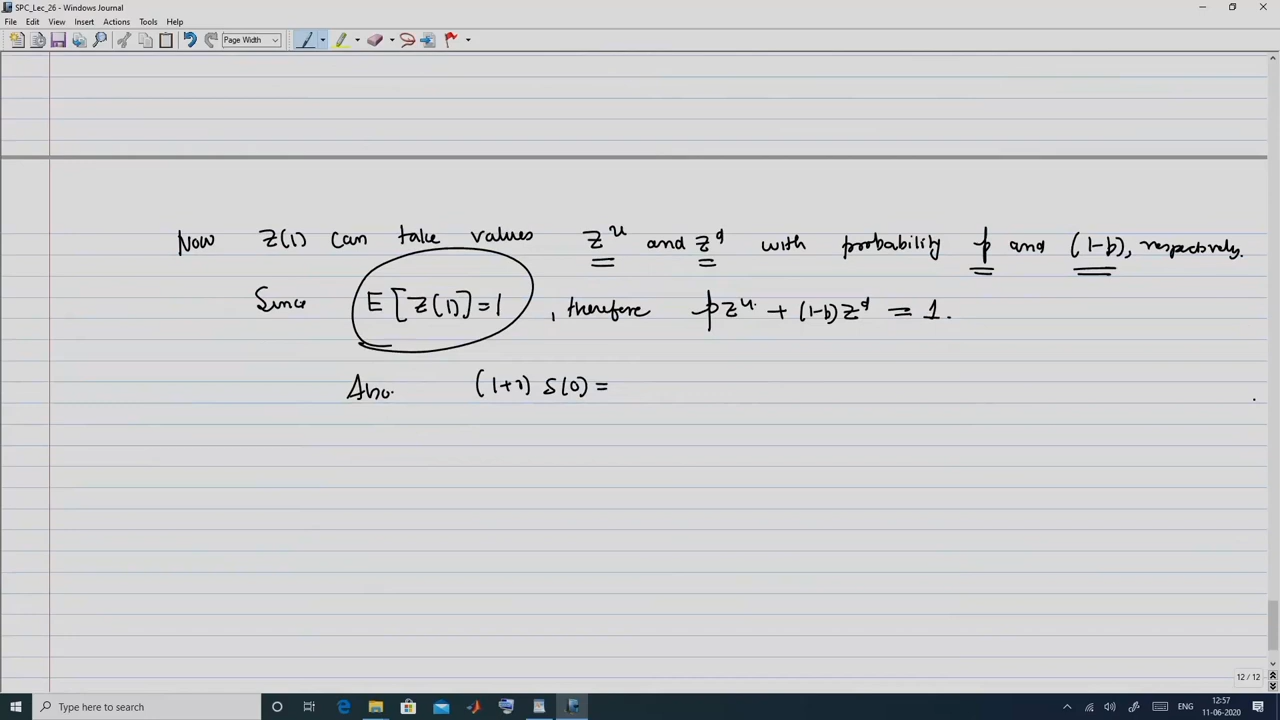 SPC_Lec_26 - Windows Journal
File Edit View Insert Actions Tools Help
Page Width
Now Z(1) can take values Z^u and Z^d with probability p and (1-p), respectively.
Since E[Z(1)]=1, therefore pZ^u + (1-p)Z^d = 1.
Also (1+r) S(0) =
12 / 12
Type here to search
12:57
11-06-2020